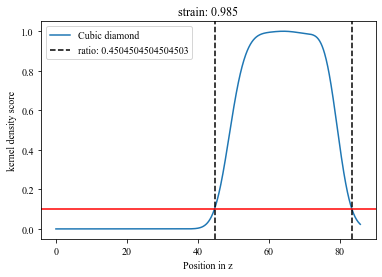 strain: 0.985
Cubic diamond
ratio: 0.4504504504504503
kernel density score
1.0
0.8
0.6
0.4
0.2
0.0
0
20
40
60
80
Position in z